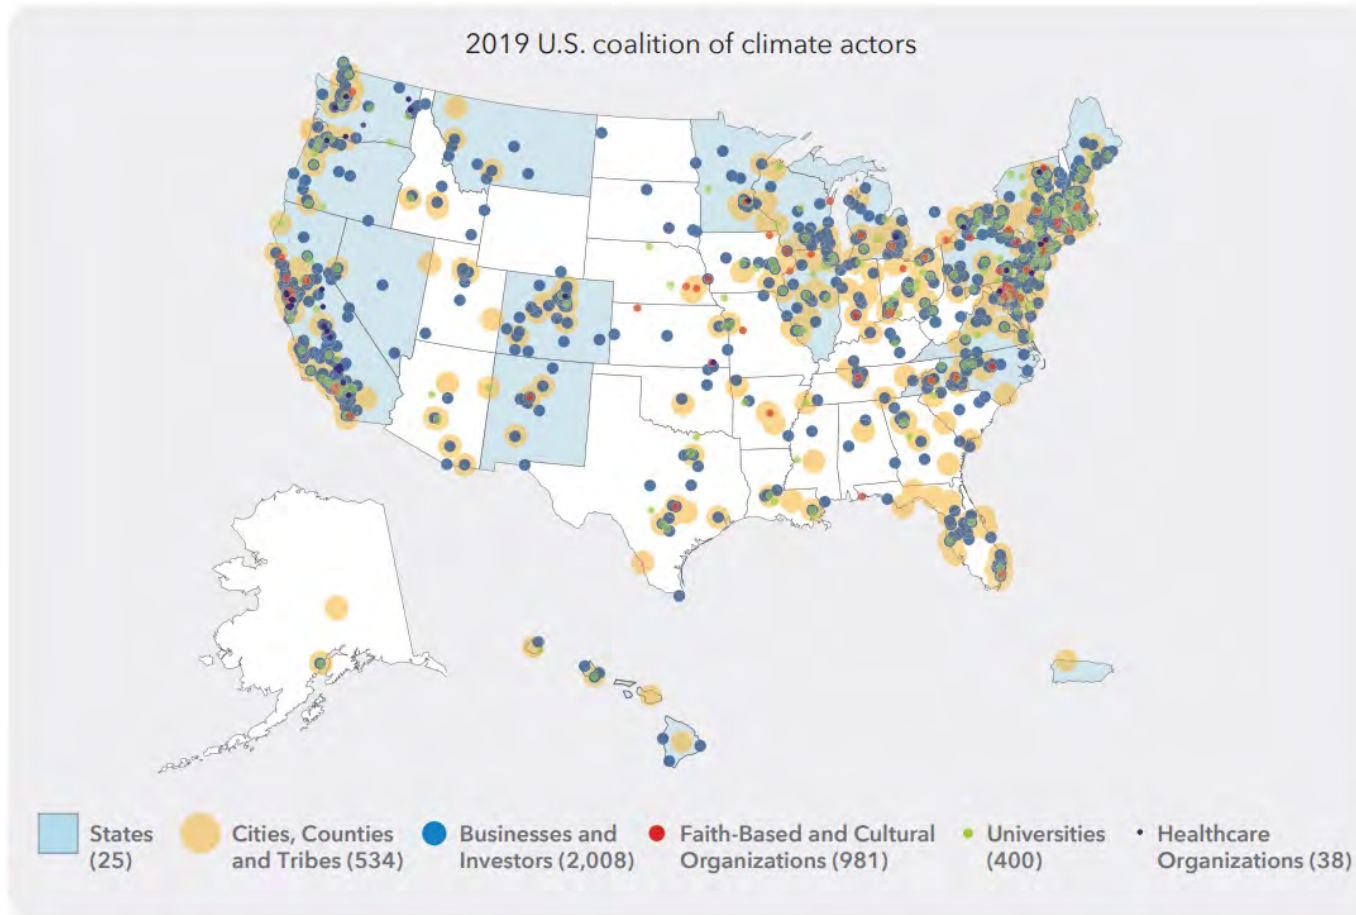 2019 U.S. coalition of climate actors
States
(25)
Cities, Counties
and Tribes (534)
Businesses and
Investors (2,008)
Faith-Based and Cultural
Organizations (981)
Universities
(400)
Healthcare
Organizations (38)